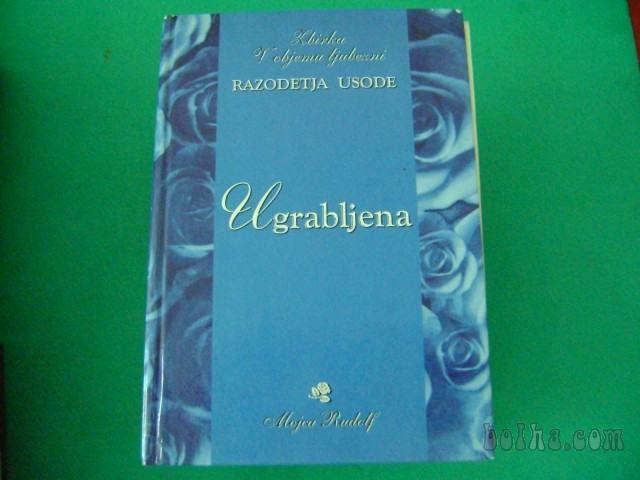 Zbirka
V objemu ljubezni
RAZODETJA USODE
Ugrabljena
Mojca Rudolf
bolha.com